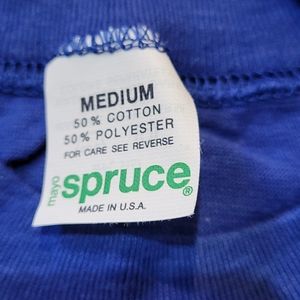 MEDIUM
50% COTTON
50% POLYESTER
FOR CARE SEE REVERSE
mayo spruce®
MADE IN U.S.A.